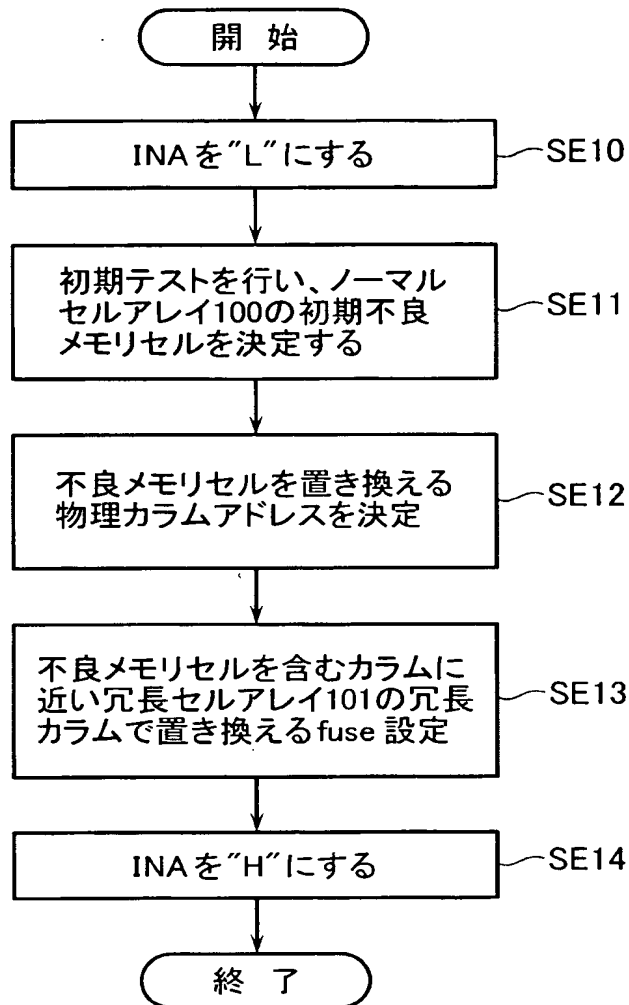 開 始
INAを"L"にする
SE10
初期テストを行い、ノーマル
セルアレイ100の初期不良
メモリセルを決定する
SE11
不良メモリセルを置き換える
物理カラムアドレスを決定
SE12
不良メモリセルを含むカラムに
近い冗長セルアレイ101の冗長
カラムで置き換えるfuse 設定
SE13
INAを"H"にする
SE14
終 了